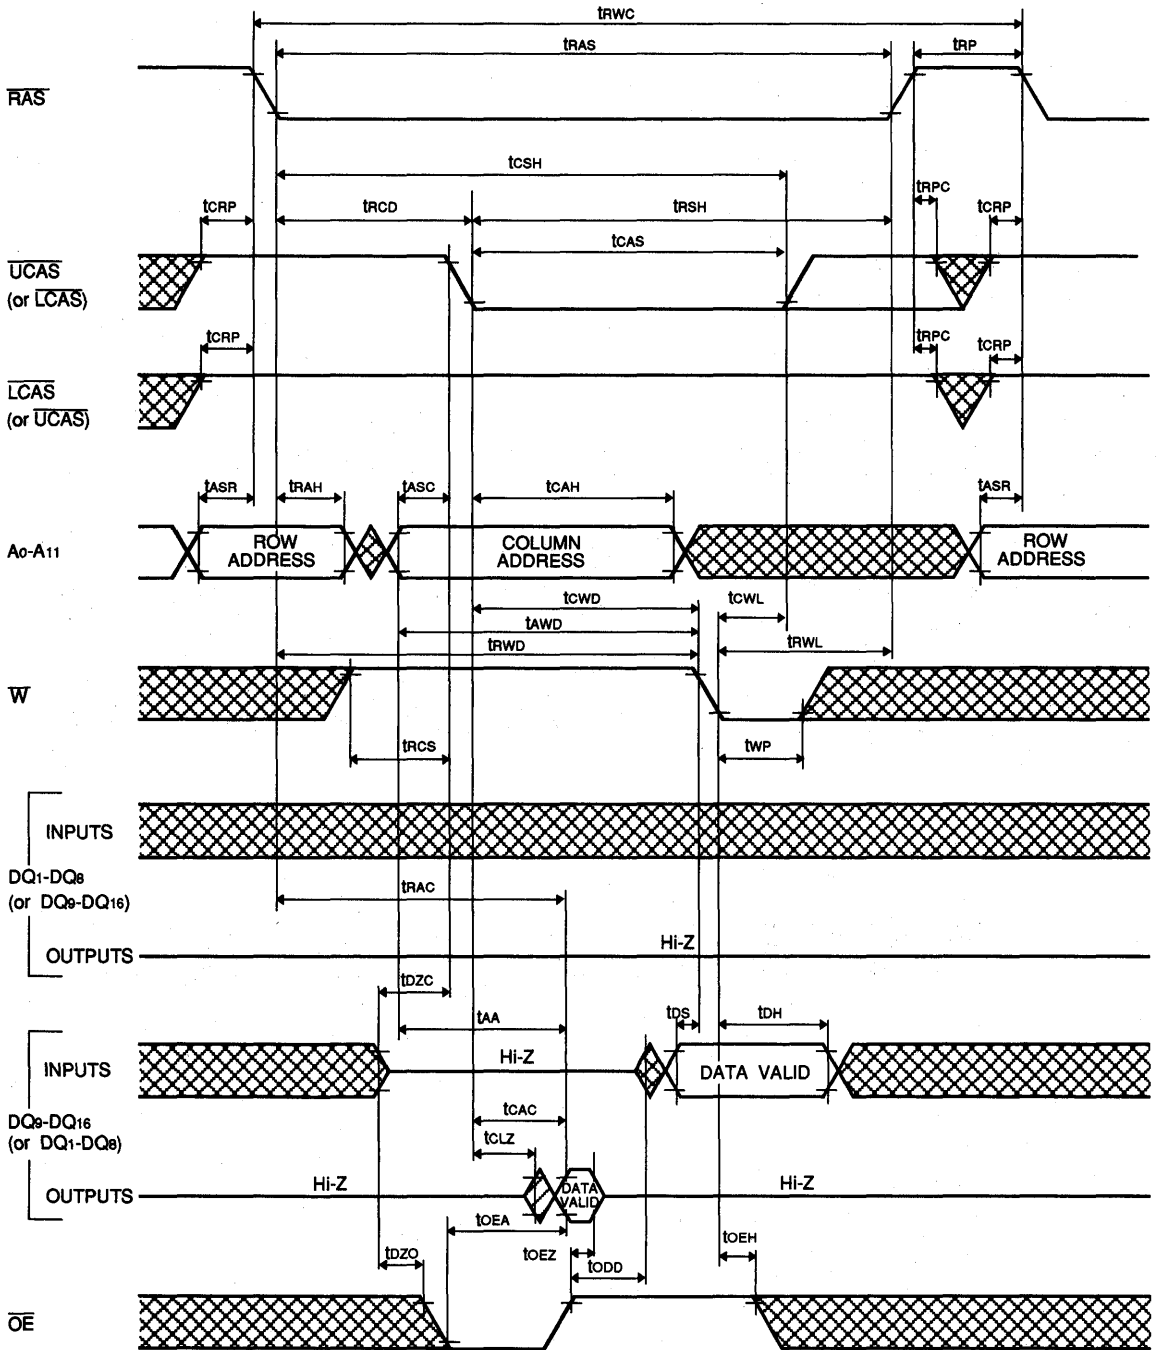 tRWC
tRAS tRP
RAS
tCSH
tRPC
tCRP tRCD tRSH tCRP
tCAS
UCAS
(or LCAS)
tCRP tRPC tCRP
LCAS
(or UCAS)
tASR tRAH tASC tCAH tASR
A0-A11 ROW ADDRESS COLUMN ADDRESS ROW ADDRESS
tCWD tCWL
tAWD
tRWD tRWL
W
tRCS tWP
INPUTS
DQ1-DQ8
(or DQ9-DQ16)
tRAC
OUTPUTS Hi-Z
tDZC
tAA tDS tDH
INPUTS Hi-Z DATA VALID
DQ9-DQ16
(or DQ1-DQ8)
tCAC
tCLZ
OUTPUTS Hi-Z DATA VALID Hi-Z
tOEA
tDZO tOEZ tODD tOEH
OE